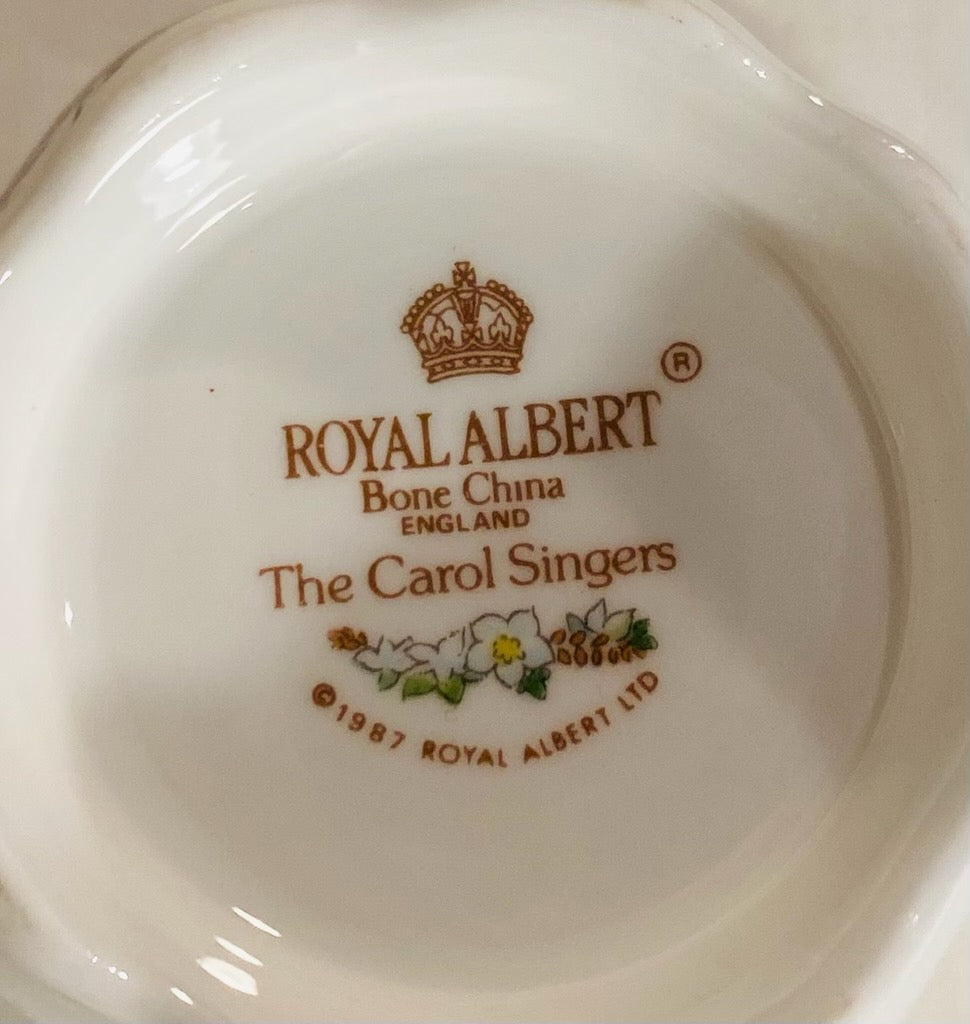 ®
ROYAL ALBERT
Bone China
ENGLAND
The Carol Singers
©1987 ROYAL ALBERT LTD